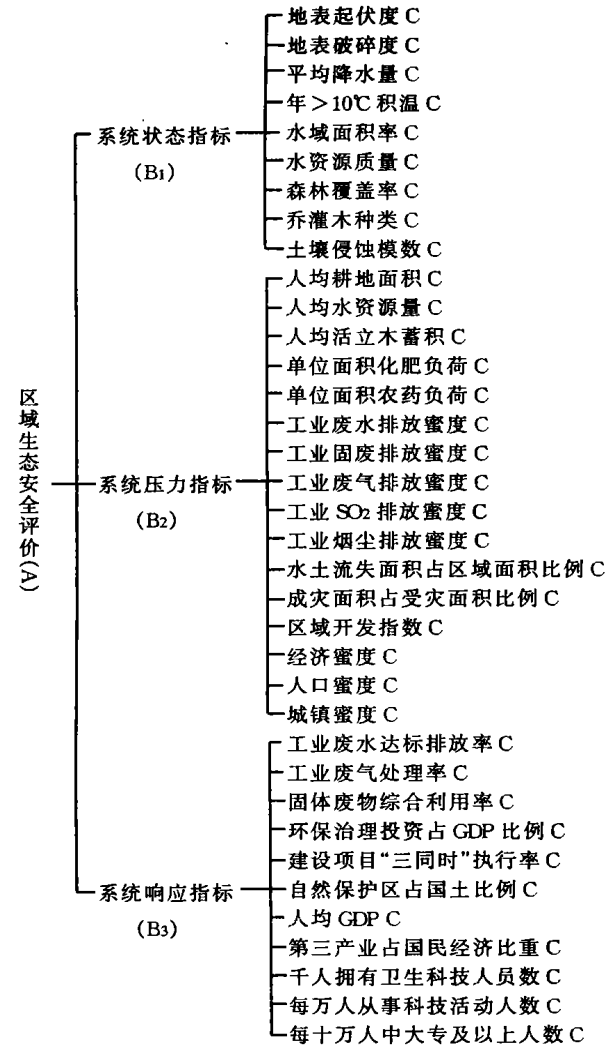 区域生态安全评价(A)
系统状态指标
(B1)
地表起伏度 C
地表破碎度 C
平均降水量 C
年＞10℃积温 C
水域面积率 C
水资源质量 C
森林覆盖率 C
乔灌木种类 C
土壤侵蚀模数 C
系统压力指标
(B2)
人均耕地面积 C
人均水资源量 C
人均活立木蓄积 C
单位面积化肥负荷 C
单位面积农药负荷 C
工业废水排放蜜度 C
工业固废排放蜜度 C
工业废气排放蜜度 C
工业 SO2 排放蜜度 C
工业烟尘排放蜜度 C
水土流失面积占区域面积比例 C
成灾面积占受灾面积比例 C
区域开发指数 C
经济蜜度 C
人口蜜度 C
城镇蜜度 C
系统响应指标
(B3)
工业废水达标排放率 C
工业废气处理率 C
固体废物综合利用率 C
环保治理投资占 GDP 比例 C
建设项目“三同时”执行率 C
自然保护区占国土比例 C
人均 GDP C
第三产业占国民经济比重 C
千人拥有卫生科技人员数 C
每万人从事科技活动人数 C
每十万人中大专及以上人数 C